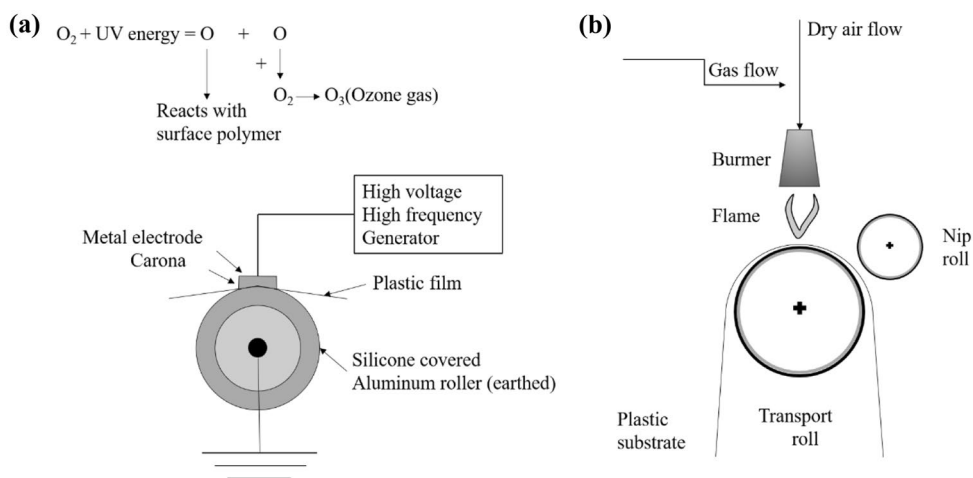 (a)
O₂ + UV energy = O + O
+
O₂ → O₃(Ozone gas)
Reacts with
surface polymer
High voltage
High frequency
Generator
Metal electrode
Carona
Plastic film
Silicone covered
Aluminum roller (earthed)
(b)
Dry air flow
Gas flow
Burmer
Flame
Nip
roll
Plastic
substrate
Transport
roll